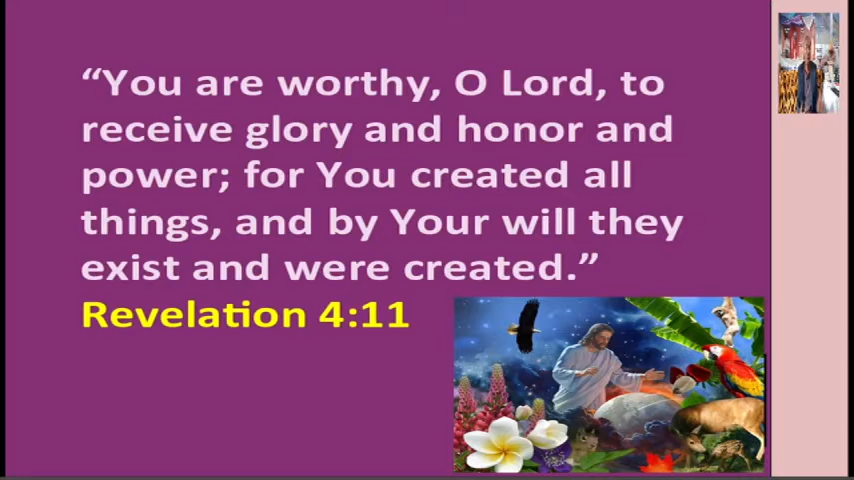 “You are worthy, O Lord, to
receive glory and honor and
power; for You created all
things, and by Your will they
exist and were created.”
Revelation 4:11